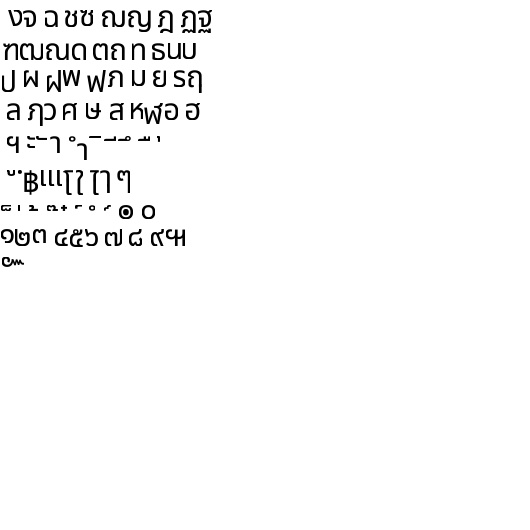 งจ ฉ ชซ ฌญ ฎ ฏฐ
ฑฒณด ตถ ท ธนบ
ป ผ ฝพ ฟภ ม ย รฤ
ล ฦว ศ ษ ส หฬอ ฮ
ฯ ะ ั า ำ ิ ี ึ ื ุ
ู ฺ ฿เแโใ ไๅ ๆ
็ ่ ้ ๊ ๋ ์ ํ ๎ ๏ ๐
๑๒๓ ๔๕๖ ๗ ๘ ๙ ๚
๛